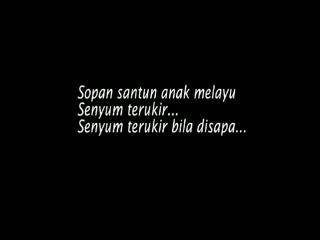 Sopan santun anak melayu
Senyum terukir...
Senyum terukir bila disapa...